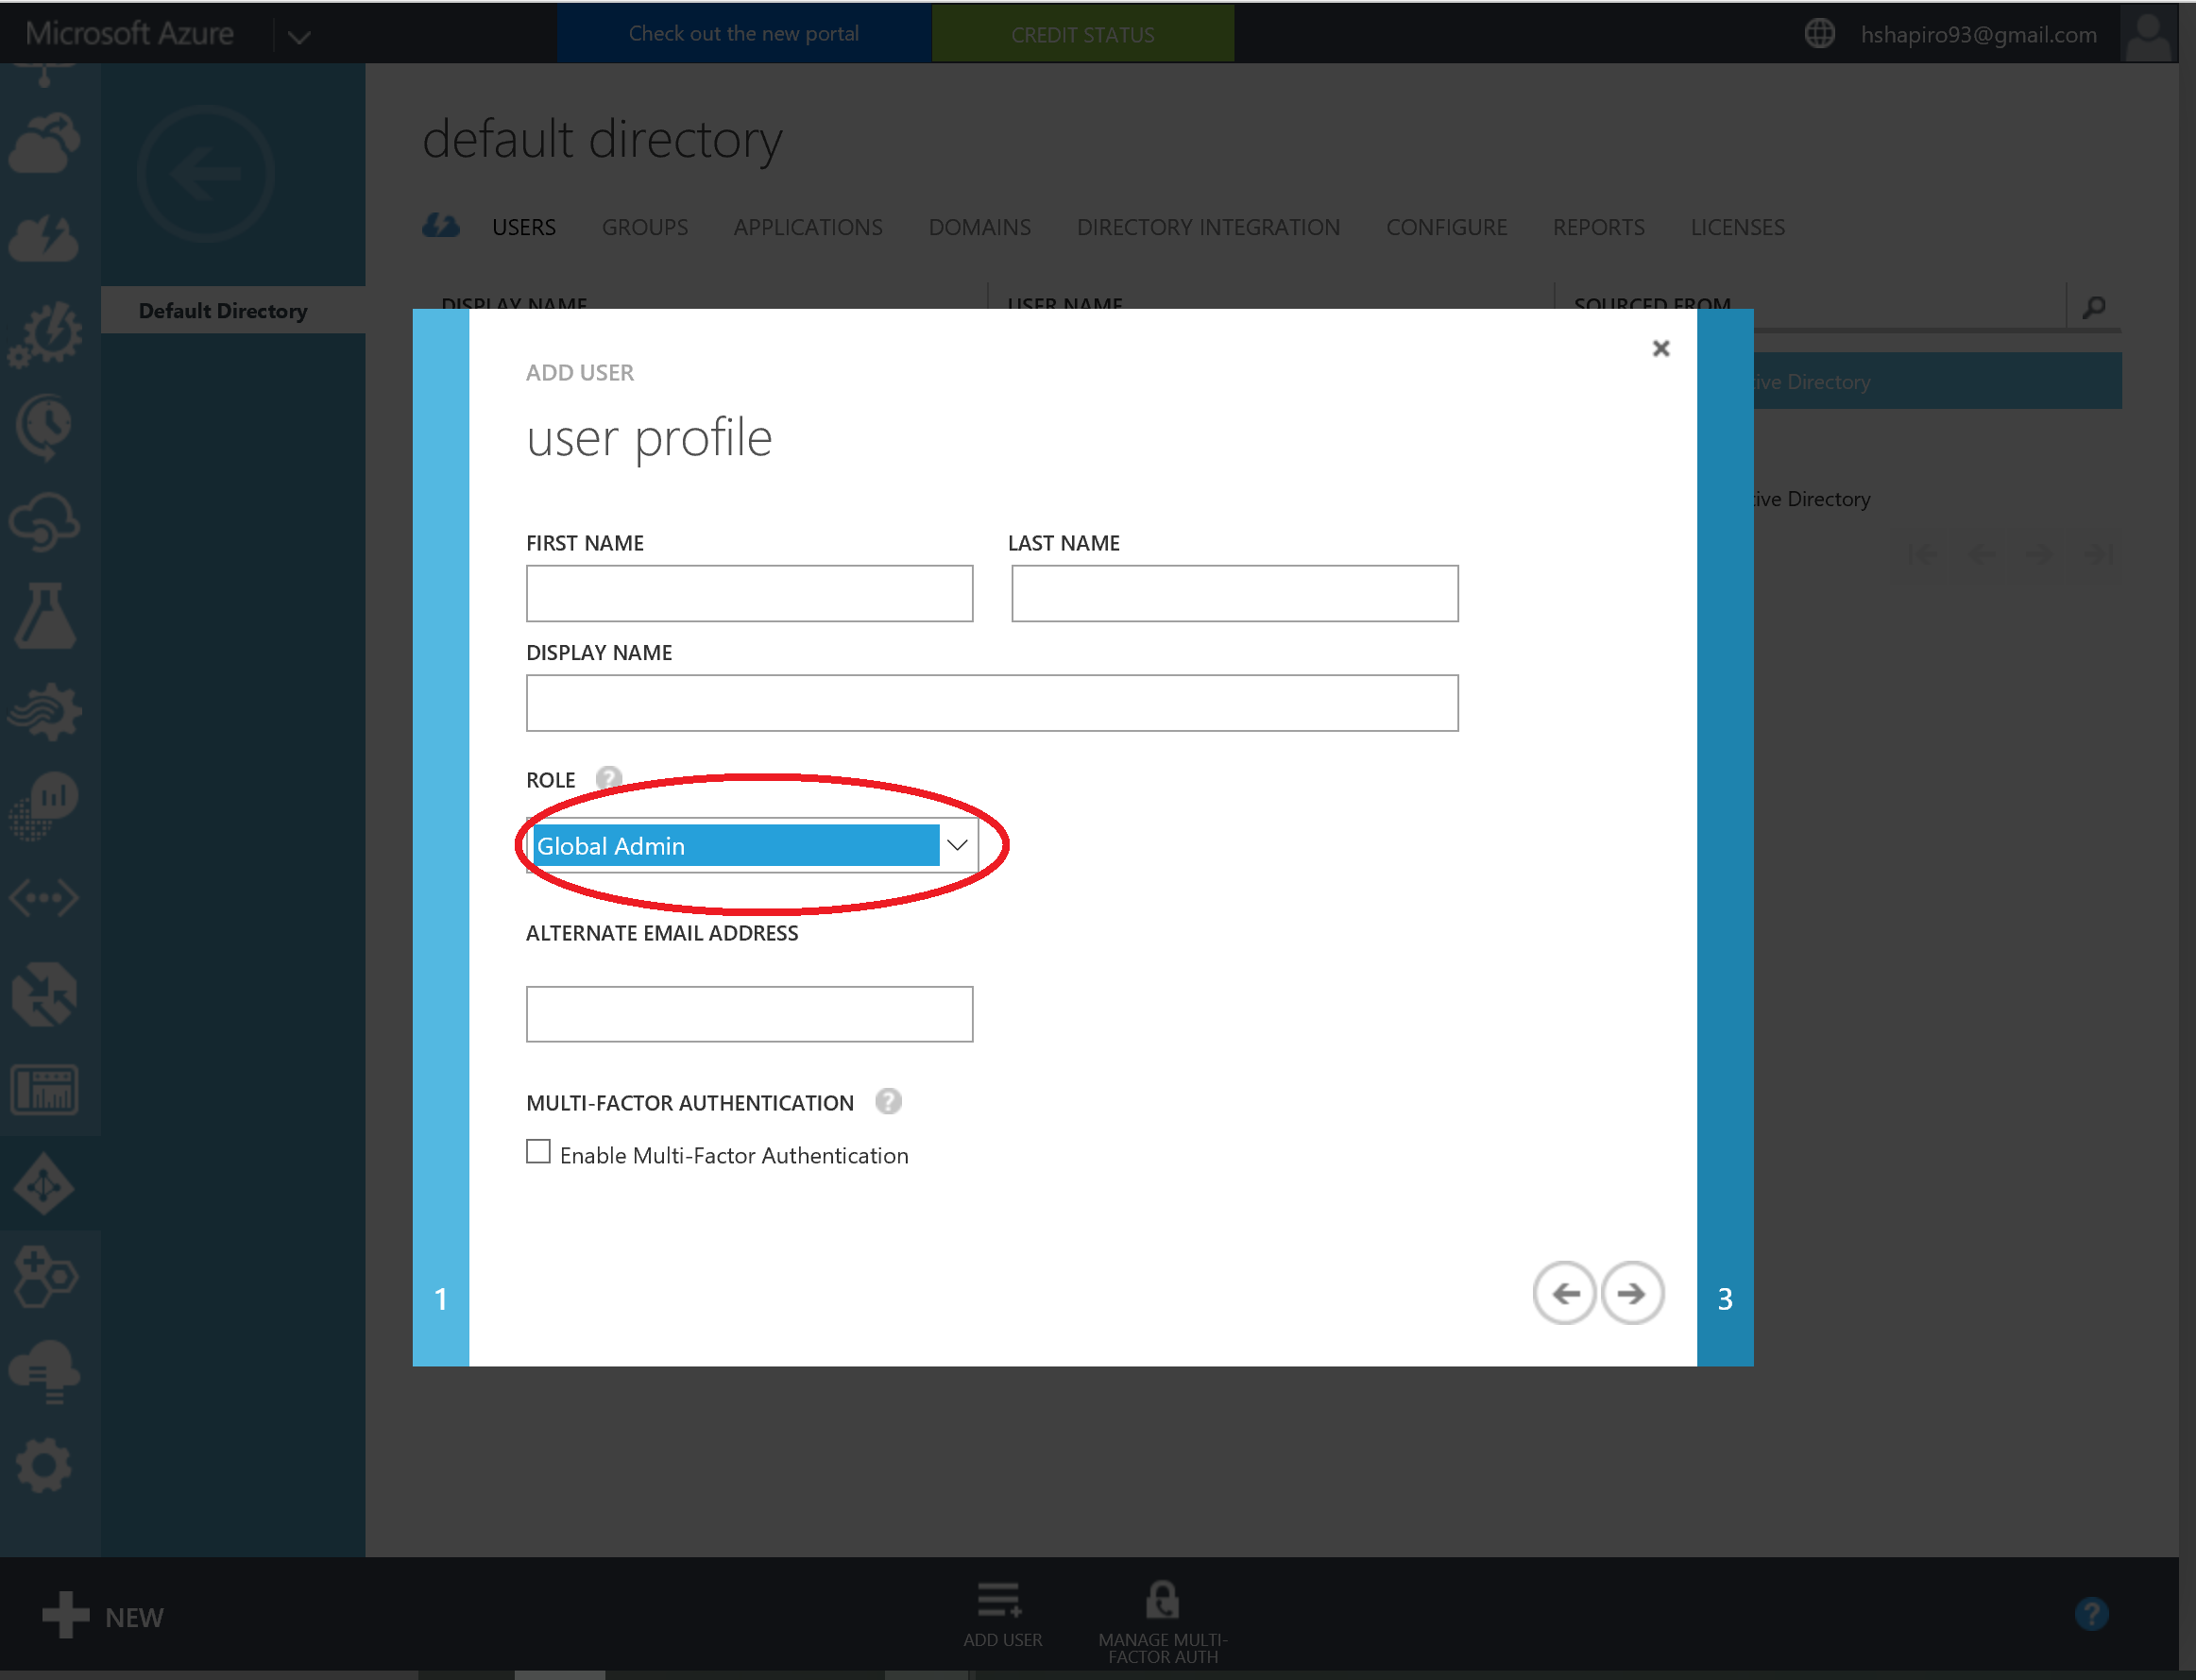 Microsoft Azure
Check out the new portal
CREDIT STATUS
hshapiro93@gmail.com
default directory
USERS GROUPS APPLICATIONS DOMAINS DIRECTORY INTEGRATION CONFIGURE REPORTS LICENSES
Default Directory
DISPLAY NAME USER NAME SOURCED FROM
ADD USER
ive Directory
user profile
ive Directory
FIRST NAME LAST NAME
DISPLAY NAME
ROLE ?
Global Admin
ALTERNATE EMAIL ADDRESS
MULTI-FACTOR AUTHENTICATION ?
Enable Multi-Factor Authentication
1
3
NEW
ADD USER
MANAGE MULTI-
FACTOR AUTH
?